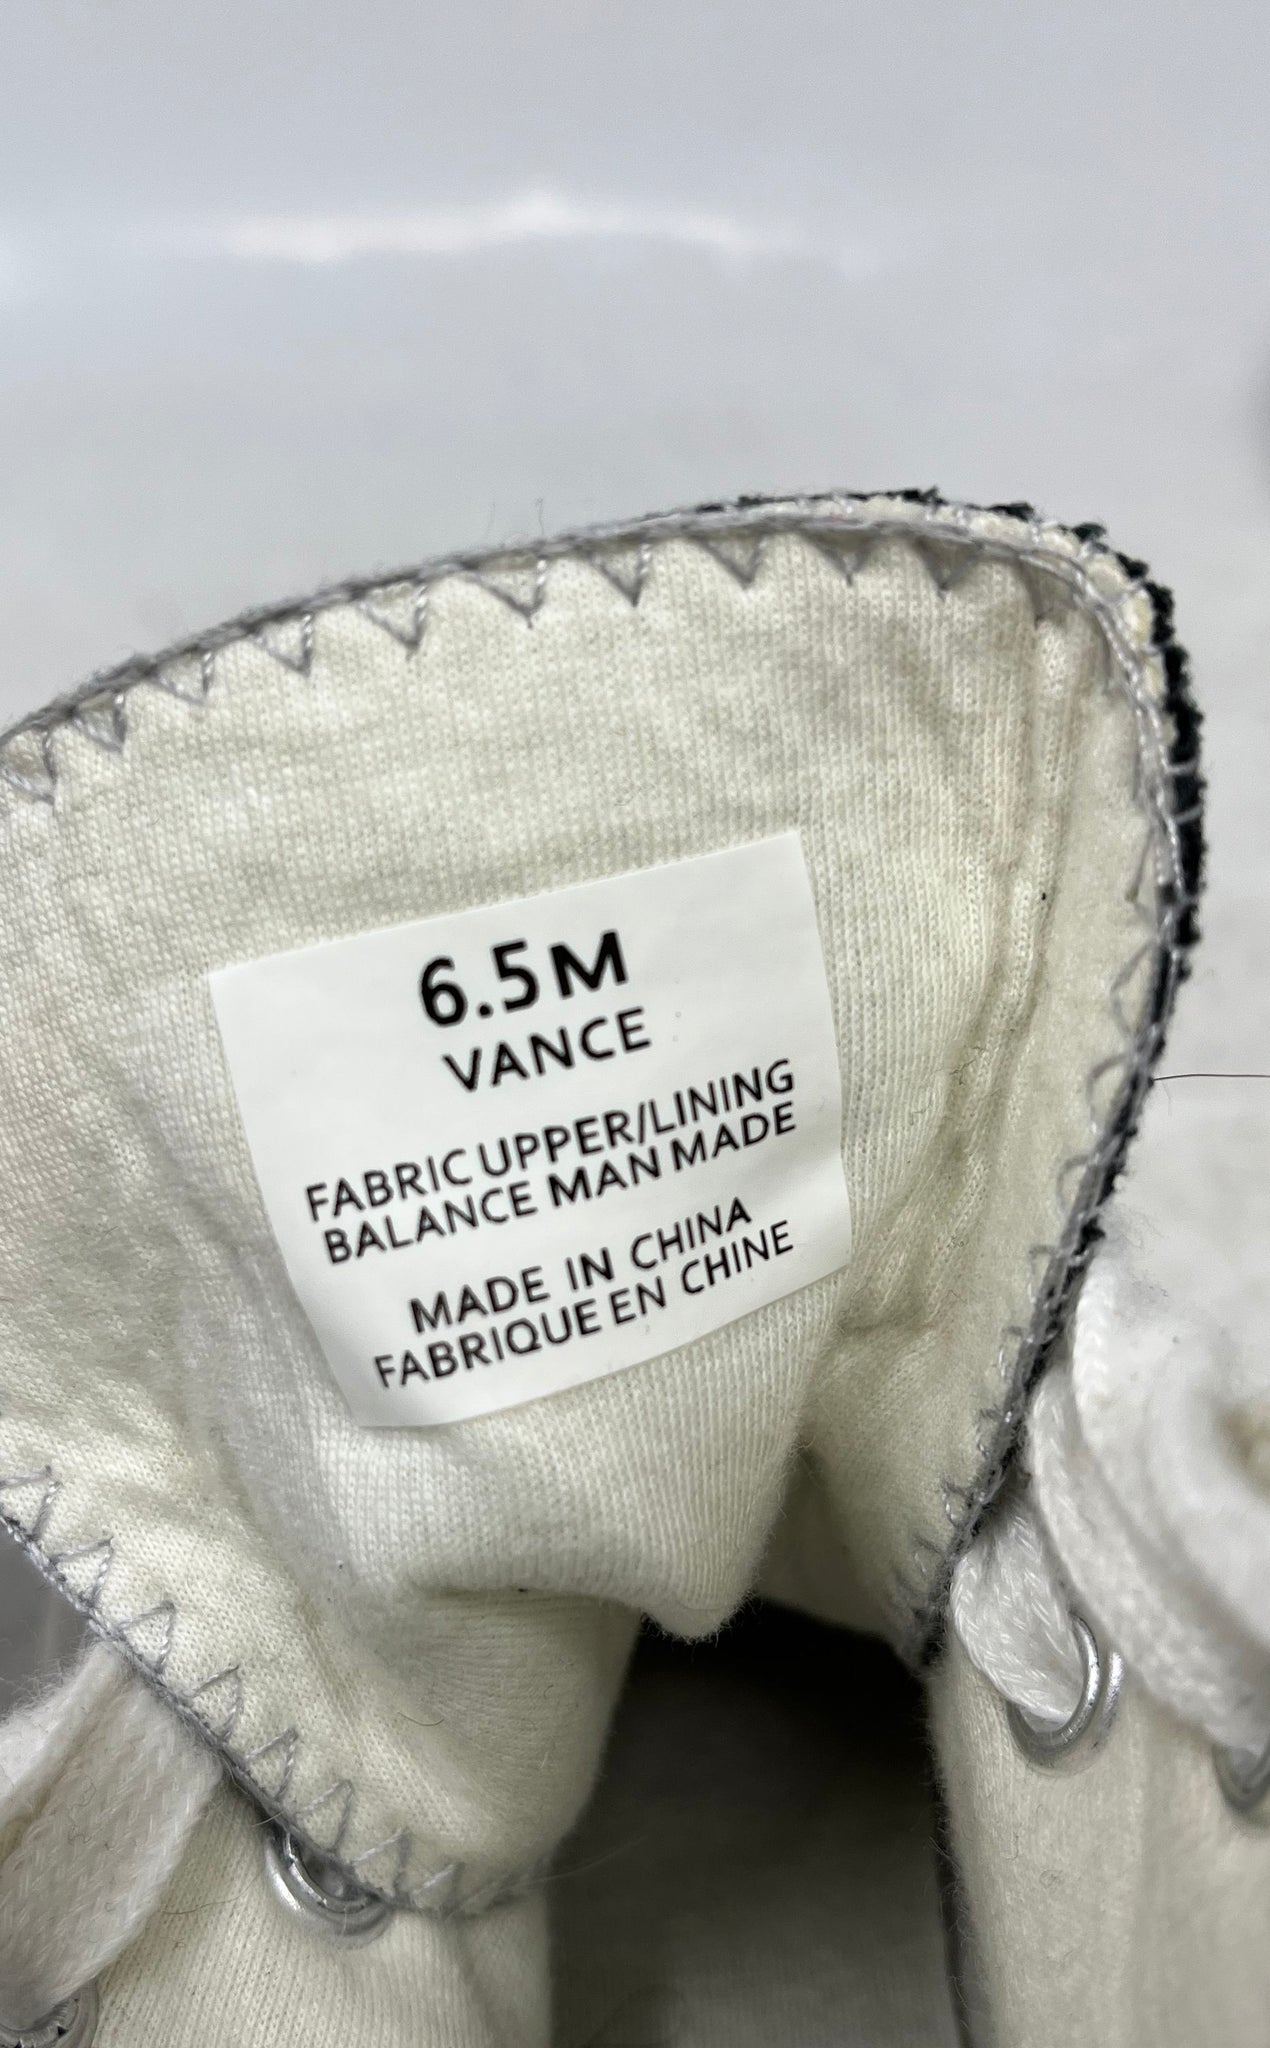 6.5M
VANCE
FABRIC UPPER/LINING
BALANCE MAN MADE
MADE IN CHINA
FABRIQUE EN CHINE